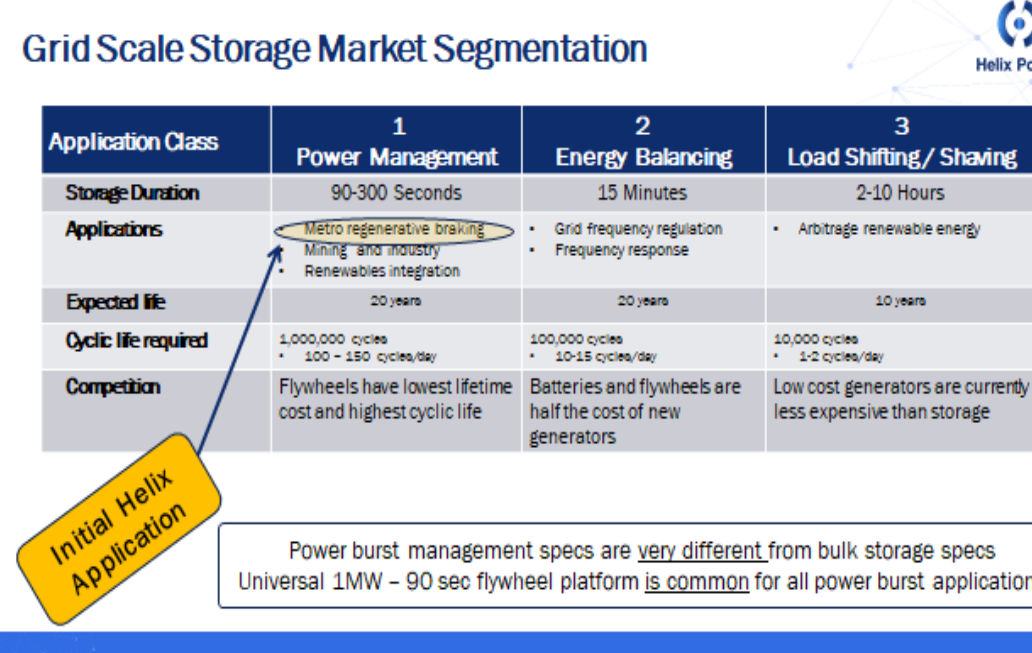 Grid Scale Storage Market Segmentation
Helix
Application Class
1
Power Management
2
Energy Balancing
3
Load Shifting/ Shaving
Storage Duration
90-300 Seconds
15 Minutes
2-10 Hours
Applications
• Metro regenerative braking
• Mining and industry
• Renewables integration
• Grid frequency regulation
• Frequency response
• Arbitrage renewable energy
Expected life
20 years
20 years
10 years
Cyclic life required
1,000,000 cycles
• 100 – 150 cycles/day
100,000 cycles
• 10-15 cycles/day
10,000 cycles
• 1-2 cycles/day
Competition
Flywheels have lowest lifetime
cost and highest cyclic life
Batteries and flywheels are
half the cost of new
generators
Low cost generators are currently
less expensive than storage
Initial Helix
Application
Power burst management specs are very different from bulk storage specs
Universal 1MW – 90 sec flywheel platform is common for all power burst application